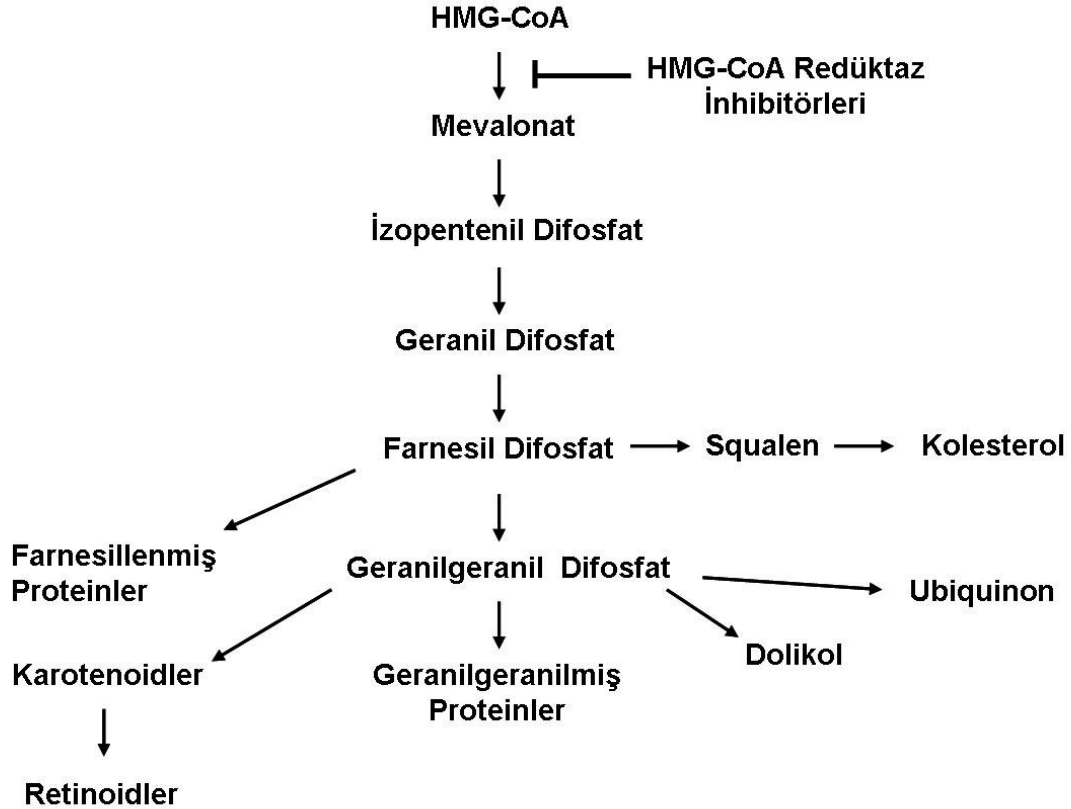 HMG-CoA
HMG-CoA Redüktaz
İnhibitörleri
Mevalonat
İzopentenil Difosfat
Geranil Difosfat
Farnesil Difosfat
Squalen
Kolesterol
Farnesillenmiş
Proteinler
Geranilgeranil Difosfat
Ubiquinon
Dolikol
Karotenoidler
Geranilgeranilmiş
Proteinler
Retinoidler